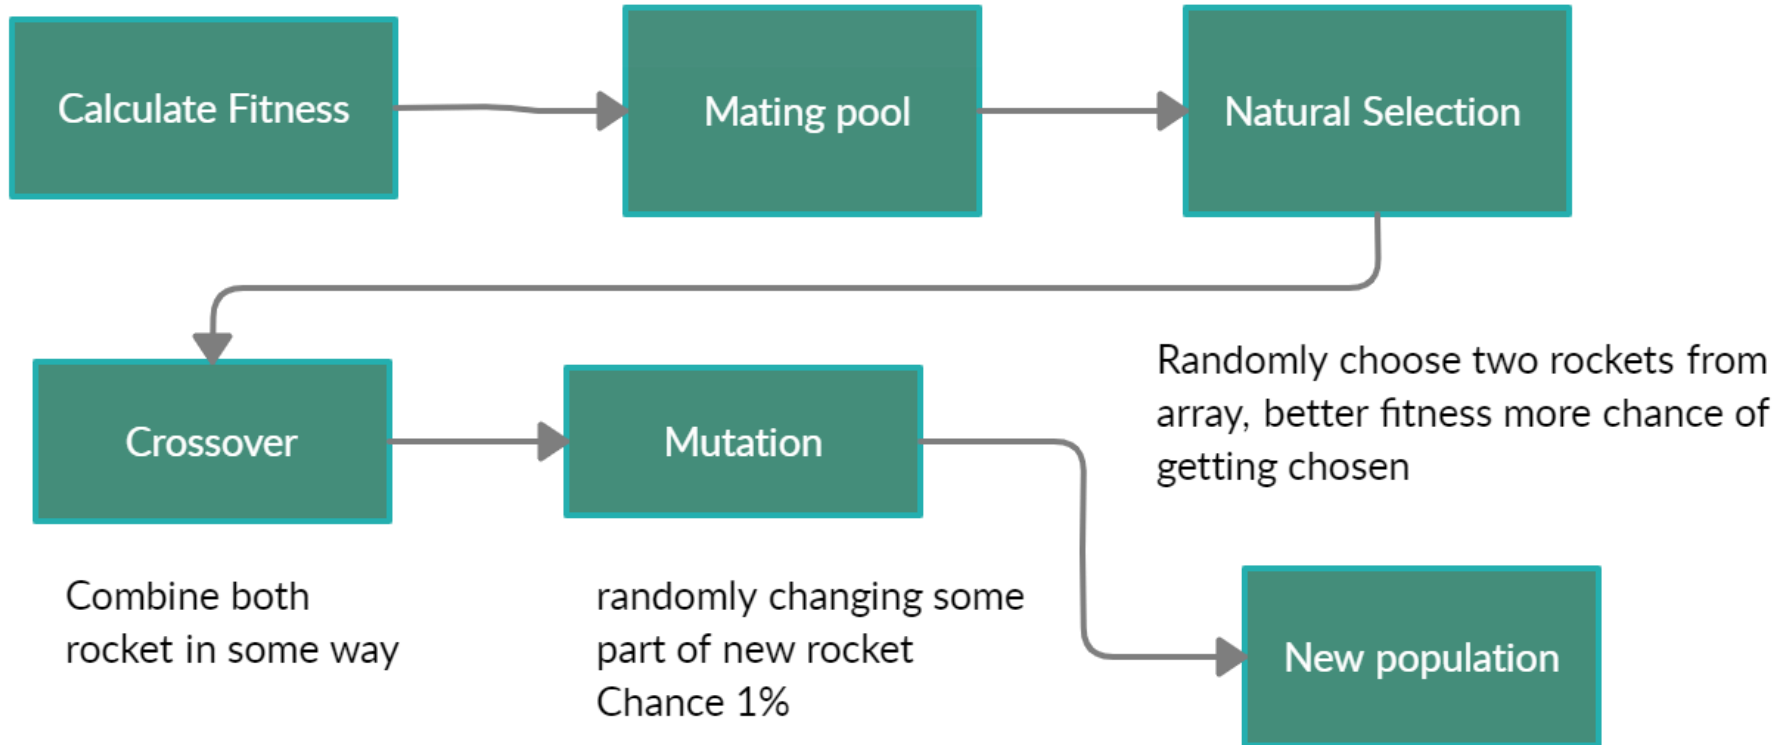 Calculate Fitness
Mating pool
Natural Selection
Randomly choose two rockets from
array, better fitness more chance of
getting chosen
Crossover
Mutation
Combine both
rocket in some way
randomly changing some
part of new rocket
Chance 1%
New population